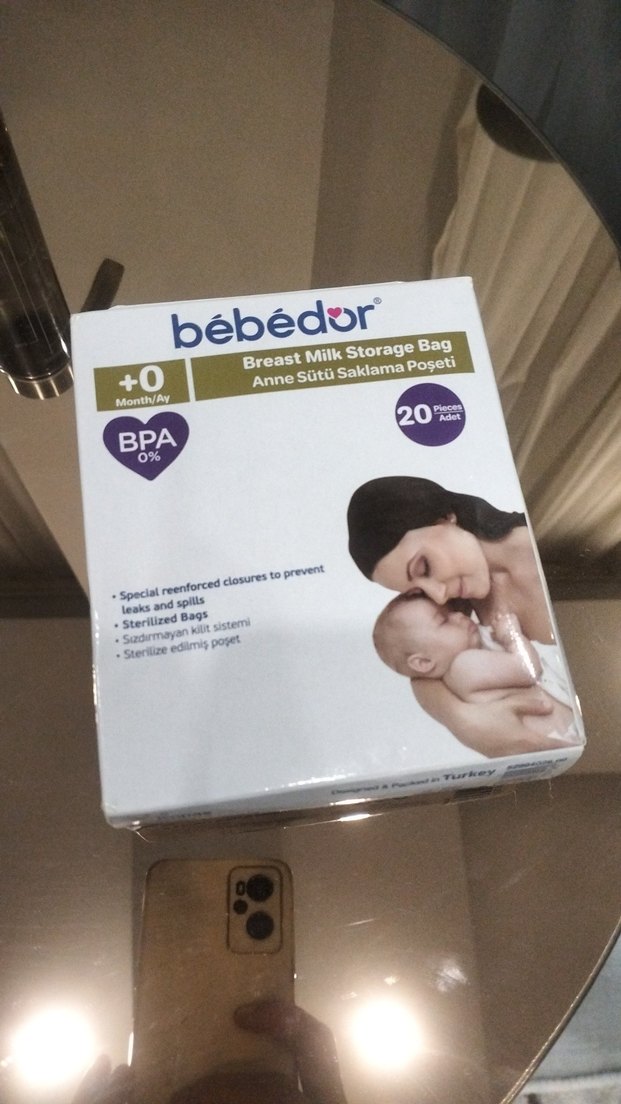 bébédor®
+0
Month/Ay
Breast Milk Storage Bag
Anne Sütü Saklama Poşeti
BPA
0%
20 Pieces
Adet
• Special reenforced closures to prevent
leaks and spills
• Sterilized Bags
• Sızdırmayan kilit sistemi
• Sterilize edilmiş poşet
Designed & Packed in Turkey